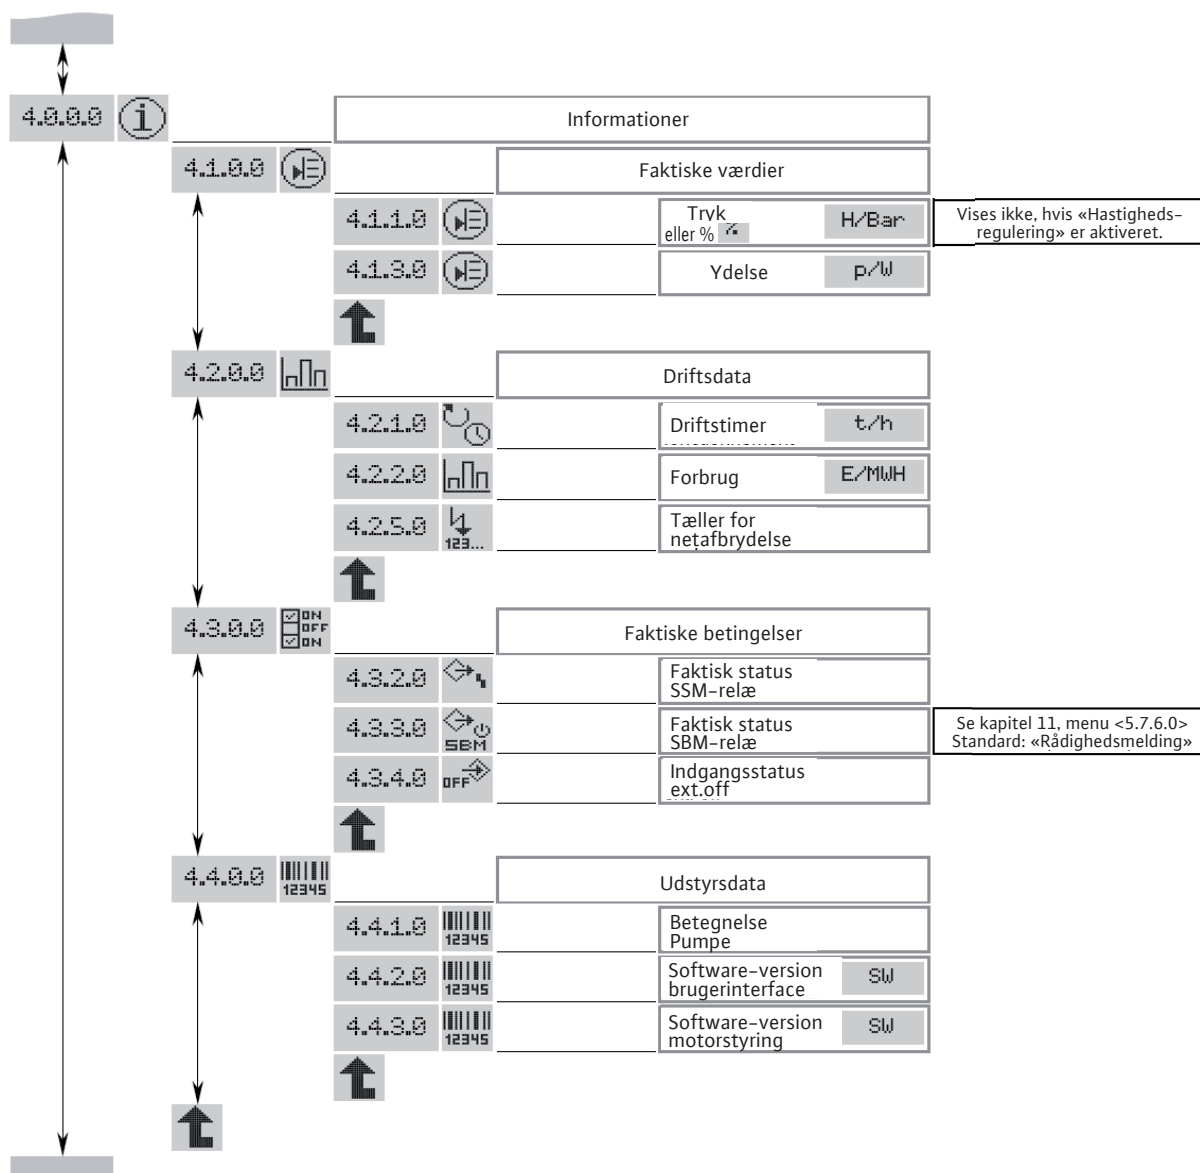 4.0.0.0 i Informationer
4.1.0.0 Faktiske værdier
4.1.1.0 Tryk H/Bar
eller % %
Vises ikke, hvis «Hastigheds-
regulering» er aktiveret.
4.1.3.0 Ydelse p/W
4.2.0.0 Driftsdata
4.2.1.0 Driftstimer t/h
4.2.2.0 Forbrug E/MWH
4.2.5.0 123... Tæller for
netafbrydelse
4.3.0.0 ON
OFF
ON
Faktiske betingelser
4.3.2.0 Faktisk status
SSM-relæ
4.3.3.0 SBM Faktisk status
SBM-relæ
Se kapitel 11, menu <5.7.6.0>
Standard: «Rådighedsmelding»
4.3.4.0 OFF Indgangsstatus
ext.off
4.4.0.0 12345 Udstyrsdata
4.4.1.0 12345 Betegnelse
Pumpe
4.4.2.0 12345 Software-version SW
brugerinterface
4.4.3.0 12345 Software-version SW
motorstyring